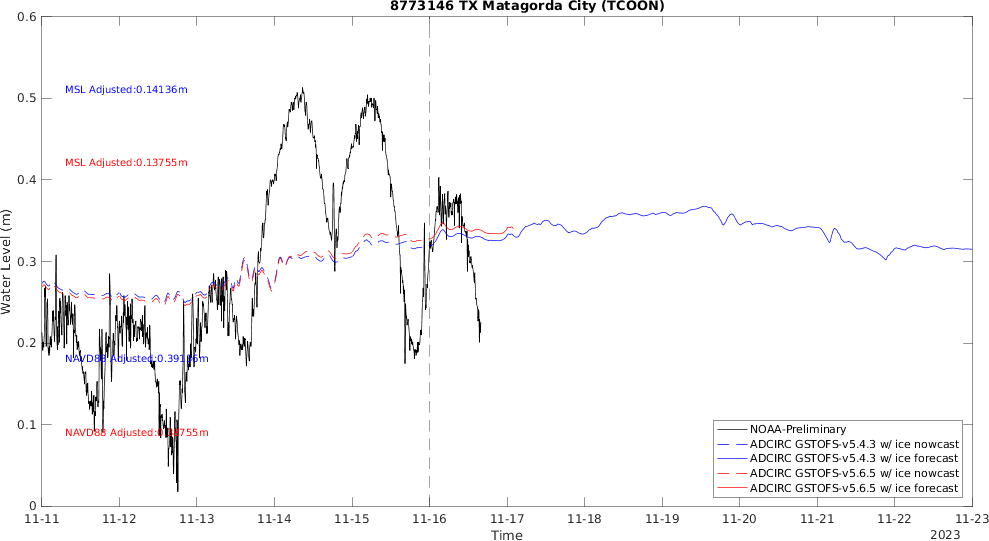 8773146 TX Matagorda City (TCOON)
0.6
0.5
0.4
0.3
0.2
0.1
0
Water Level (m)
MSL Adjusted:0.14136m
MSL Adjusted:0.13755m
NAVD88
NAVD88
NOAA-Preliminary
ADCIRC GSTOFS-v5.4.3 w/ ice nowcast
ADCIRC GSTOFS-v5.4.3 w/ ice forecast
ADCIRC GSTOFS-v5.6.5 w/ ice nowcast
ADCIRC GSTOFS-v5.6.5 w/ ice forecast
11-11 11-12 11-13 11-14 11-15 11-16 11-17 11-18 11-19 11-20 11-21 11-22 11-23
Time
2023